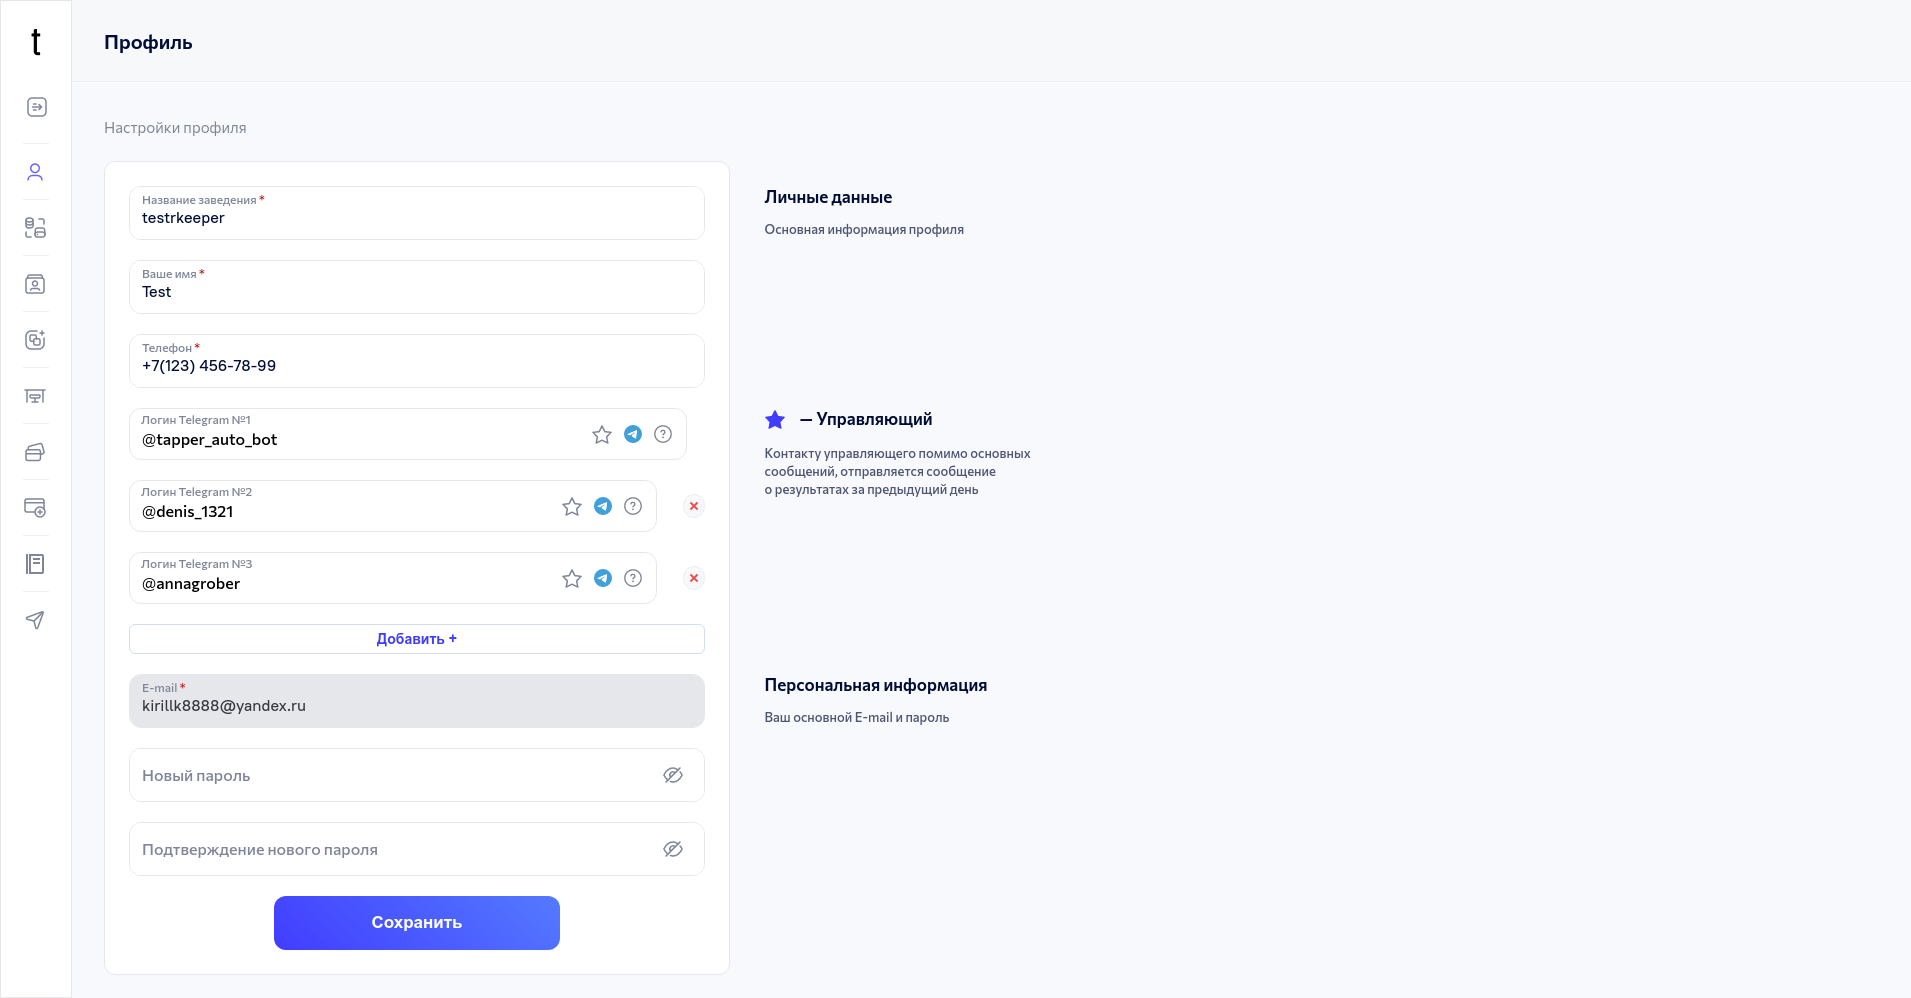 t
Профиль
Настройки профиля
Название заведения *
testrkeeper
Ваше имя *
Test
Телефон *
+7(123) 456-78-99
Логин Telegram №1
@tapper_auto_bot
Логин Telegram №2
@denis_1321
Логин Telegram №3
@annagrober
Добавить +
E-mail *
kirillk8888@yandex.ru
Новый пароль
Подтверждение нового пароля
Сохранить
Личные данные
Основная информация профиля
— Управляющий
Контакту управляющего помимо основных
сообщений, отправляется сообщение
о результатах за предыдущий день
Персональная информация
Ваш основной E-mail и пароль